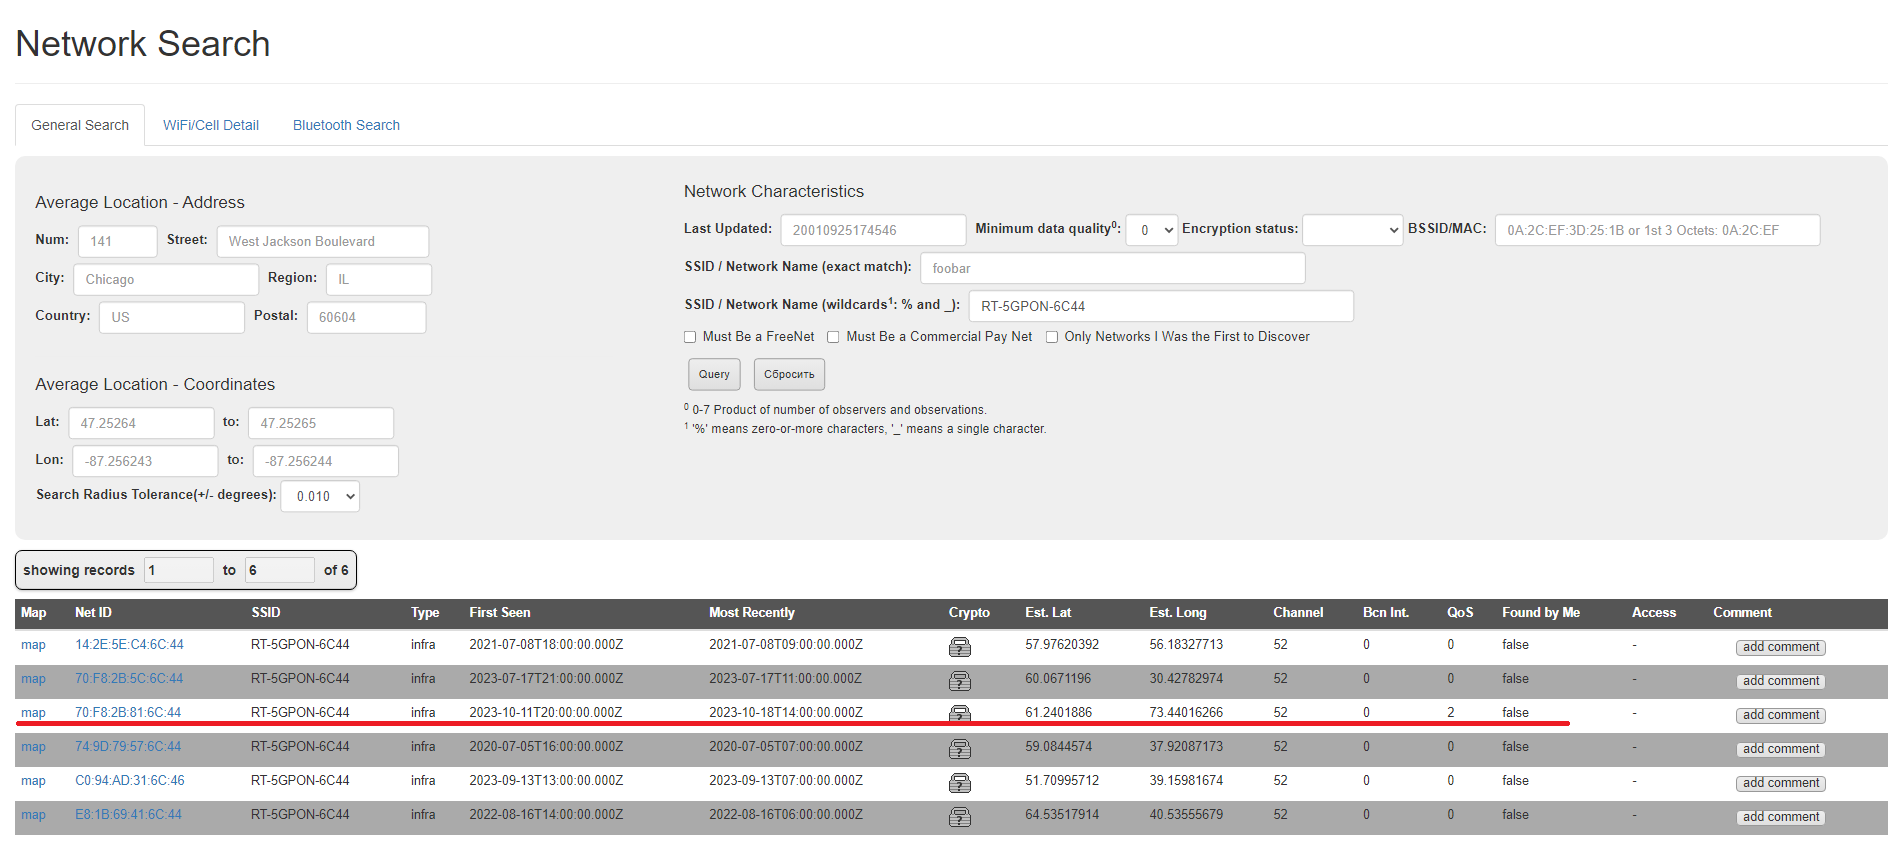 Network Search
General Search WiFi/Cell Detail Bluetooth Search
Average Location - Address
Num: 141 Street: West Jackson Boulevard
City: Chicago Region: IL
Country: US Postal: 60604
Average Location - Coordinates
Lat: 47.25264 to: 47.25265
Lon: -87.256243 to: -87.256244
Search Radius Tolerance(+/- degrees): 0.010
Network Characteristics
Last Updated: 20010925174546 Minimum data quality0: 0 Encryption status: BSSID/MAC: 0A:2C:EF:3D:25:1B or 1st 3 Octets: 0A:2C:EF
SSID / Network Name (exact match): foobar
SSID / Network Name (wildcards1: % and _): RT-5GPON-6C44
Must Be a FreeNet Must Be a Commercial Pay Net Only Networks I Was the First to Discover
Query Сбросить
0 0-7 Product of number of observers and observations.
1 '%' means zero-or-more characters, '_' means a single character.
showing records 1 to 6 of 6
Map Net ID SSID Type First Seen Most Recently Crypto Est. Lat Est. Long Channel Bcn Int. QoS Found by Me Access Comment
map 14:2E:5E:C4:6C:44 RT-5GPON-6C44 infra 2021-07-08T18:00:00.000Z 2021-07-08T09:00:00.000Z ? 57.97620392 56.18327713 52 0 0 false - add comment
map 70:F8:2B:5C:6C:44 RT-5GPON-6C44 infra 2023-07-17T21:00:00.000Z 2023-07-17T11:00:00.000Z ? 60.0671196 30.42782974 52 0 0 false - add comment
map 70:F8:2B:81:6C:44 RT-5GPON-6C44 infra 2023-10-11T20:00:00.000Z 2023-10-18T14:00:00.000Z ? 61.2401886 73.44016266 52 0 2 false - add comment
map 74:9D:79:57:6C:44 RT-5GPON-6C44 infra 2020-07-05T16:00:00.000Z 2020-07-05T07:00:00.000Z ? 59.0844574 37.92087173 52 0 0 false - add comment
map C0:94:AD:31:6C:46 RT-5GPON-6C44 infra 2023-09-13T13:00:00.000Z 2023-09-13T07:00:00.000Z ? 51.70995712 39.15981674 52 0 0 false - add comment
map E8:1B:69:41:6C:44 RT-5GPON-6C44 infra 2022-08-16T14:00:00.000Z 2022-08-16T06:00:00.000Z ? 64.53517914 40.53555679 52 0 0 false - add comment